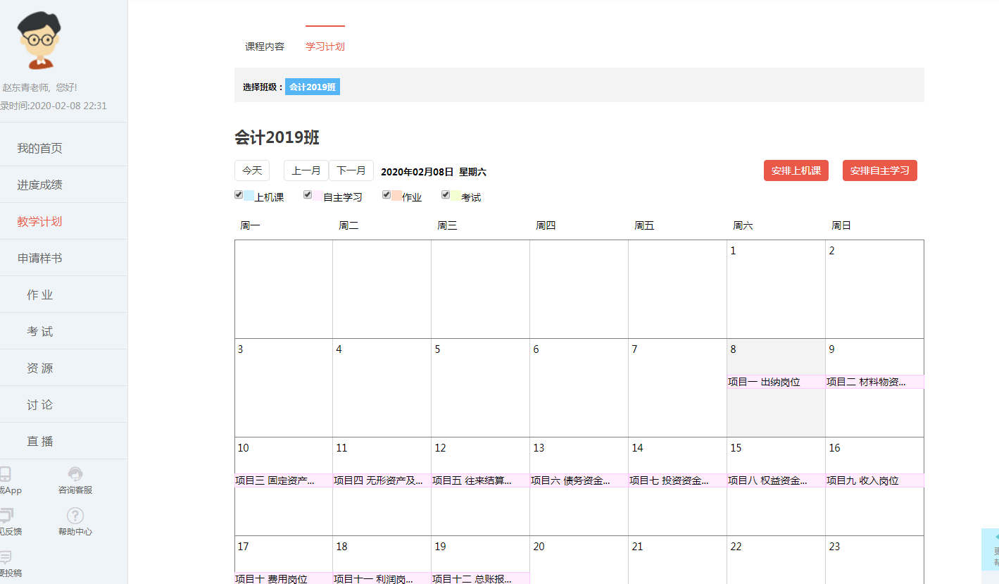 赵东青老师, 您好!
录时间:2020-02-08 22:31
我的首页
进度成绩
教学计划
申请样书
作 业
考 试
资 源
讨 论
直 播
载App 咨询客服
见反馈 帮助中心
要投稿
课程内容 学习计划
选择班级： 会计2019班
会计2019班
今天 上一月 下一月 2020年02月08日 星期六 安排上机课 安排自主学习
上机课 自主学习 作业 考试
周一 周二 周三 周四 周五 周六 周日
1 2
3 4 5 6 7 8 9
项目一 出纳岗位 项目二 材料物资...
10 11 12 13 14 15 16
项目三 固定资产... 项目四 无形资产及... 项目五 往来结算... 项目六 债务资金... 项目七 投资资金... 项目八 权益资金... 项目九 收入岗位
17 18 19 20 21 22 23
项目十 费用岗位 项目十一 利润岗... 项目十二 总账报...